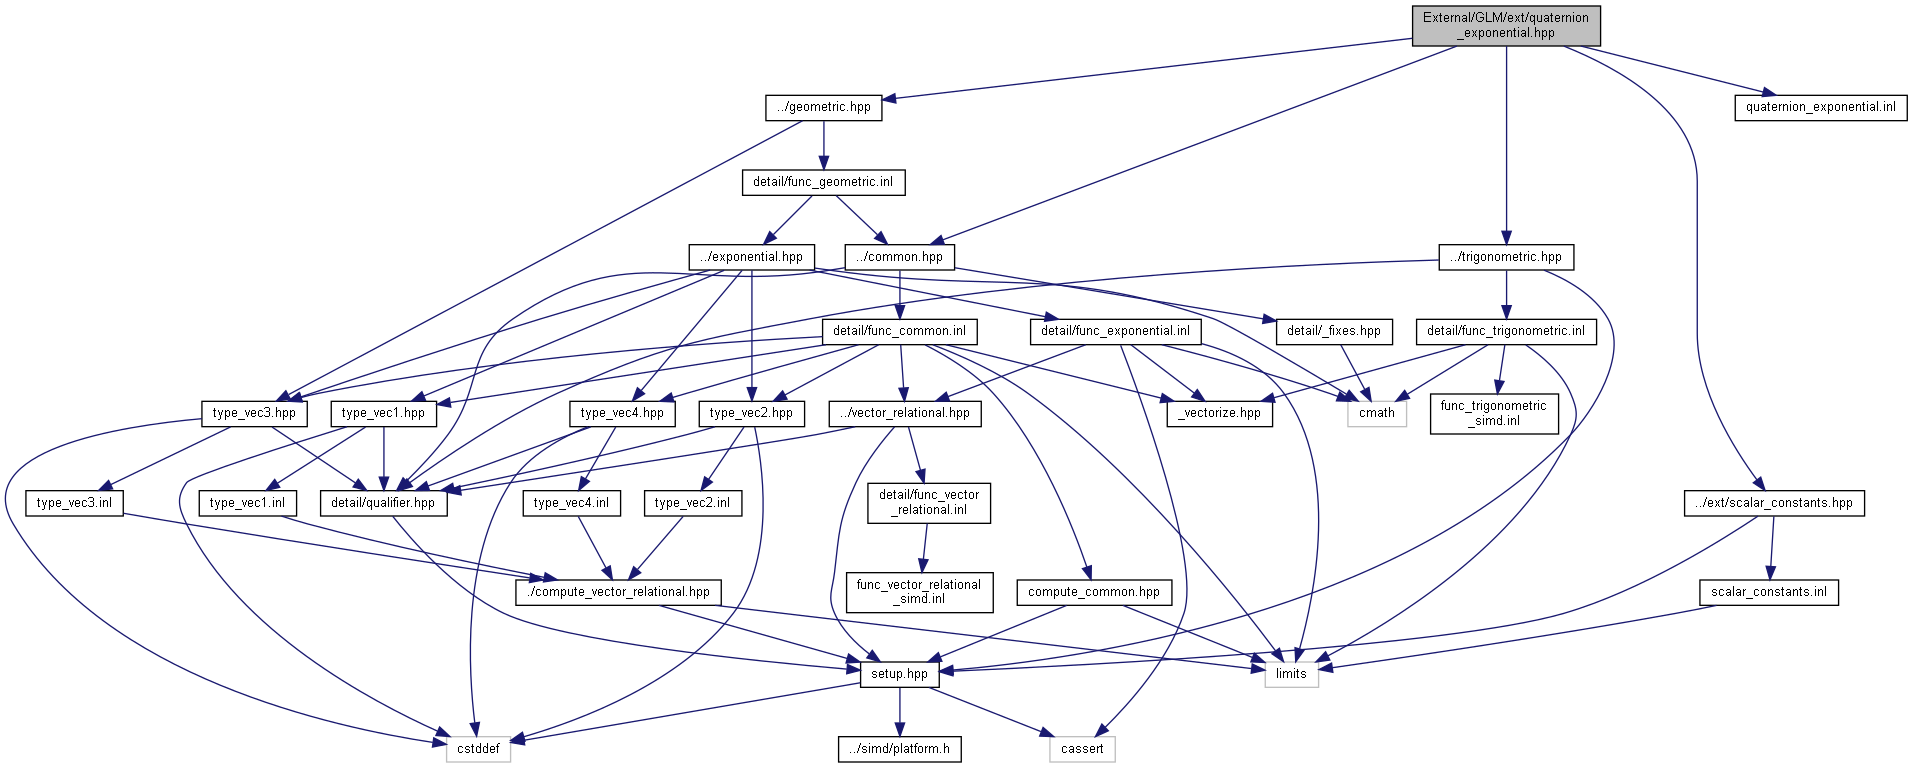 External/GLM/ext/quaternion
_exponential.hpp
../geometric.hpp
quaternion_exponential.inl
detail/func_geometric.inl
../exponential.hpp
../common.hpp
../trigonometric.hpp
detail/func_common.inl
detail/func_exponential.inl
detail/_fixes.hpp
detail/func_trigonometric.inl
type_vec3.hpp
type_vec1.hpp
type_vec4.hpp
type_vec2.hpp
../vector_relational.hpp
_vectorize.hpp
cmath
func_trigonometric
_simd.inl
type_vec3.inl
type_vec1.inl
detail/qualifier.hpp
type_vec4.inl
type_vec2.inl
detail/func_vector
_relational.inl
../ext/scalar_constants.hpp
./compute_vector_relational.hpp
func_vector_relational
_simd.inl
compute_common.hpp
scalar_constants.inl
setup.hpp
limits
cstddef
../simd/platform.h
cassert